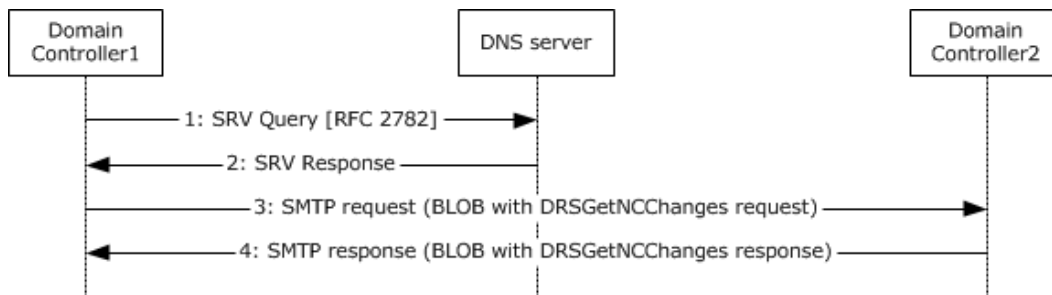 Domain
Controller1
DNS server
Domain
Controller2
1: SRV Query [RFC 2782]
2: SRV Response
3: SMTP request (BLOB with DRSGetNCChanges request)
4: SMTP response (BLOB with DRSGetNCChanges response)